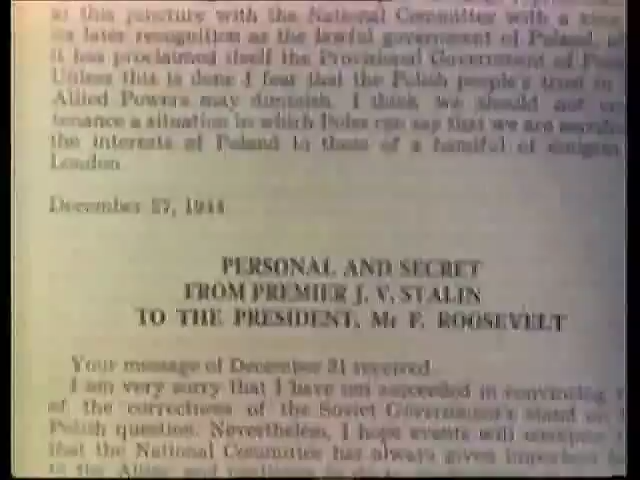 at this juncture with the National Committee with a view
its later recognition as the lawful government of Poland,
it has proclaimed itself the Provisional Government of
Unless this is done I fear that the Polish people's trust in
Allied Powers may diminish. I think we should not
tenance a situation in which Poles can say that we are
the interests of Poland to those of a handful of
London.
December 27, 1944
PERSONAL AND SECRET
FROM PREMIER J. V. STALIN
TO THE PRESIDENT, Mr F. ROOSEVELT
Your message of December 31 received.
I am very sorry that I have not succeeded in convincing
of the correctness of the Soviet Government's stand on
Polish question. Nevertheless, I hope events will
that the National Committee has always given important
to the Allies, and